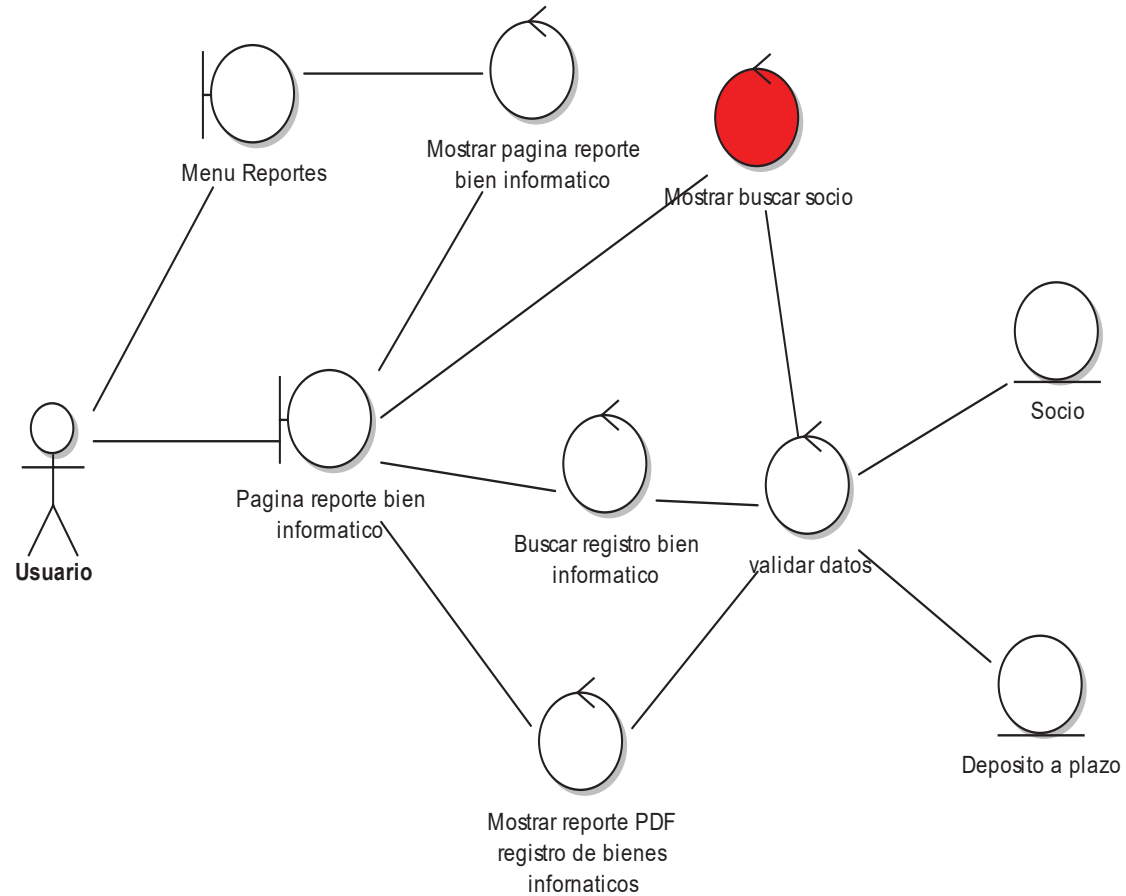 Menu Reportes
Mostrar pagina reporte
bien informatico
Mostrar buscar socio
Socio
Usuario
Pagina reporte bien
informatico
Buscar registro bien
informatico
validar datos
Deposito a plazo
Mostrar reporte PDF
registro de bienes
infornaticos